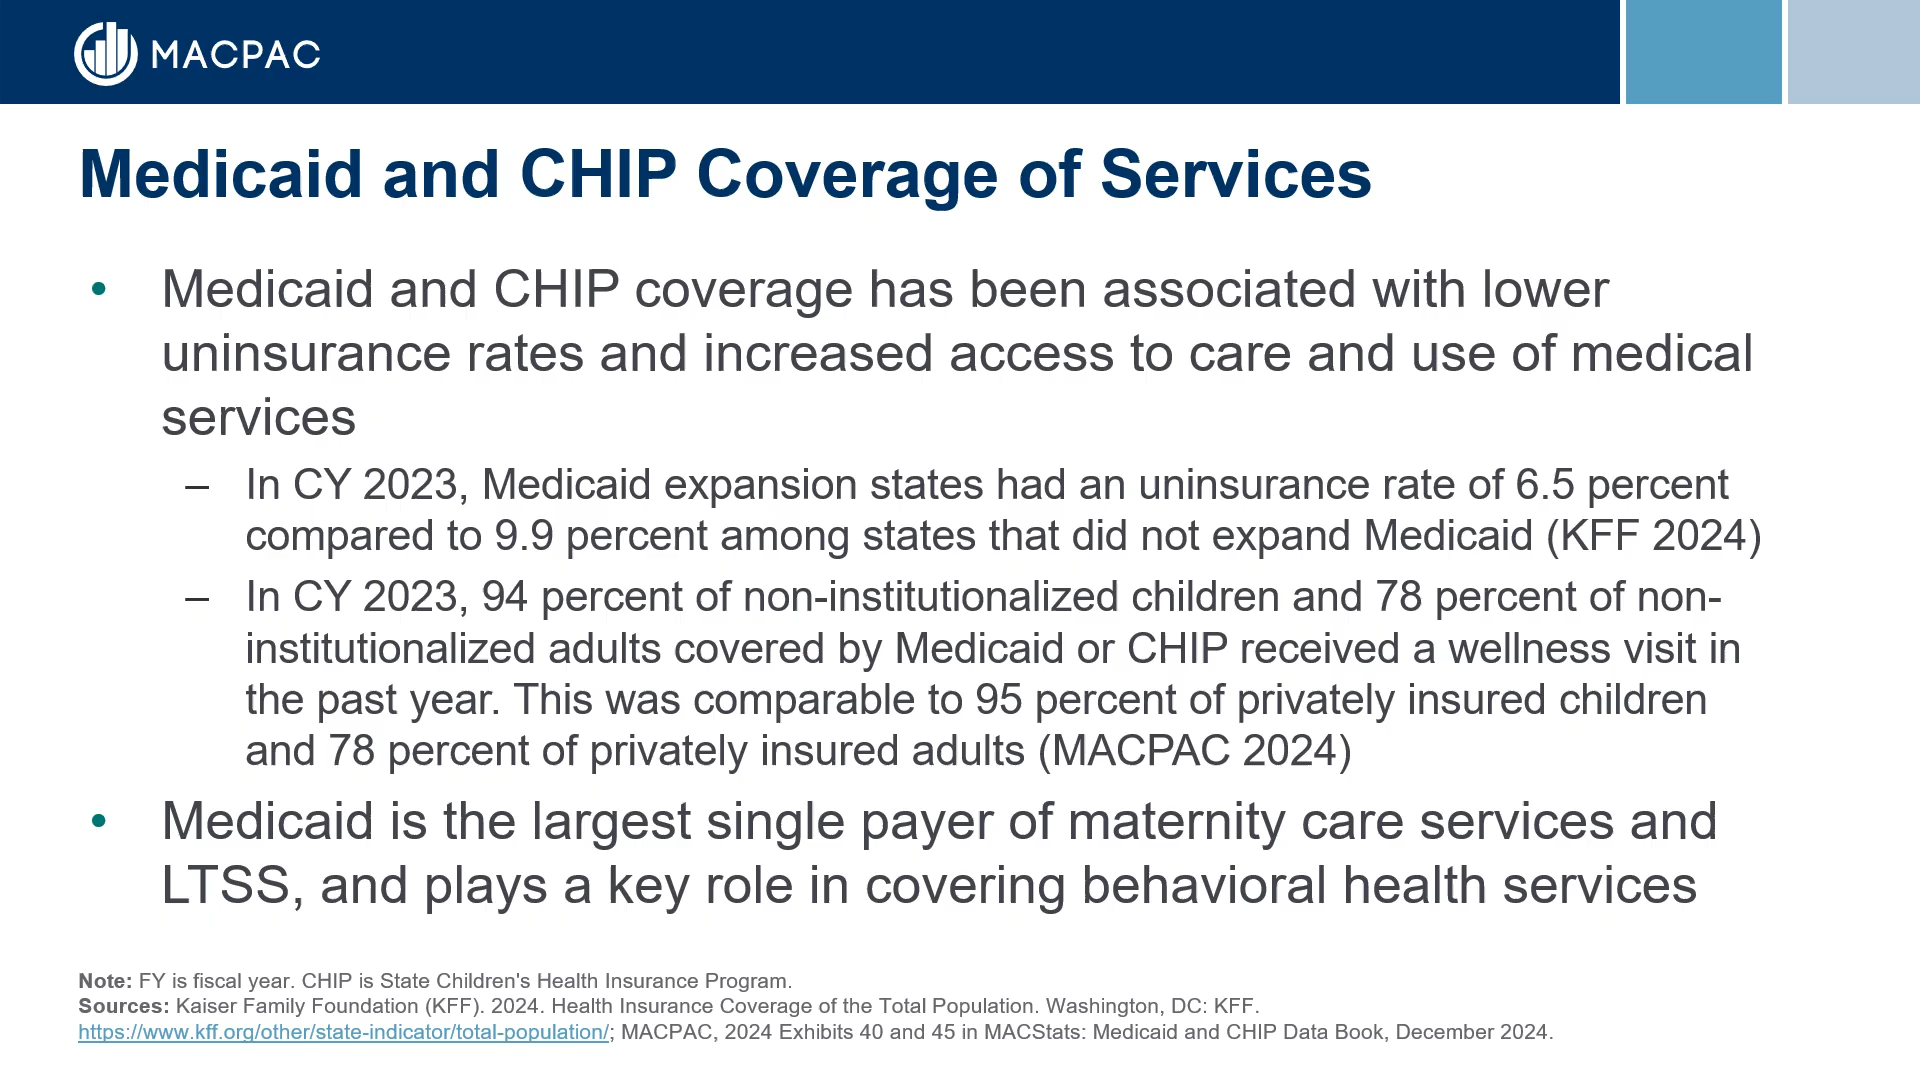 MACPAC
Medicaid and CHIP Coverage of Services
• Medicaid and CHIP coverage has been associated with lower
uninsurance rates and increased access to care and use of medical
services
– In CY 2023, Medicaid expansion states had an uninsurance rate of 6.5 percent
compared to 9.9 percent among states that did not expand Medicaid (KFF 2024)
– In CY 2023, 94 percent of non-institutionalized children and 78 percent of non-
institutionalized adults covered by Medicaid or CHIP received a wellness visit in
the past year. This was comparable to 95 percent of privately insured children
and 78 percent of privately insured adults (MACPAC 2024)
• Medicaid is the largest single payer of maternity care services and
LTSS, and plays a key role in covering behavioral health services
Note: FY is fiscal year. CHIP is State Children's Health Insurance Program.
Sources: Kaiser Family Foundation (KFF). 2024. Health Insurance Coverage of the Total Population. Washington, DC: KFF.
https://www.kff.org/other/state-indicator/total-population/; MACPAC, 2024 Exhibits 40 and 45 in MACStats: Medicaid and CHIP Data Book, December 2024.